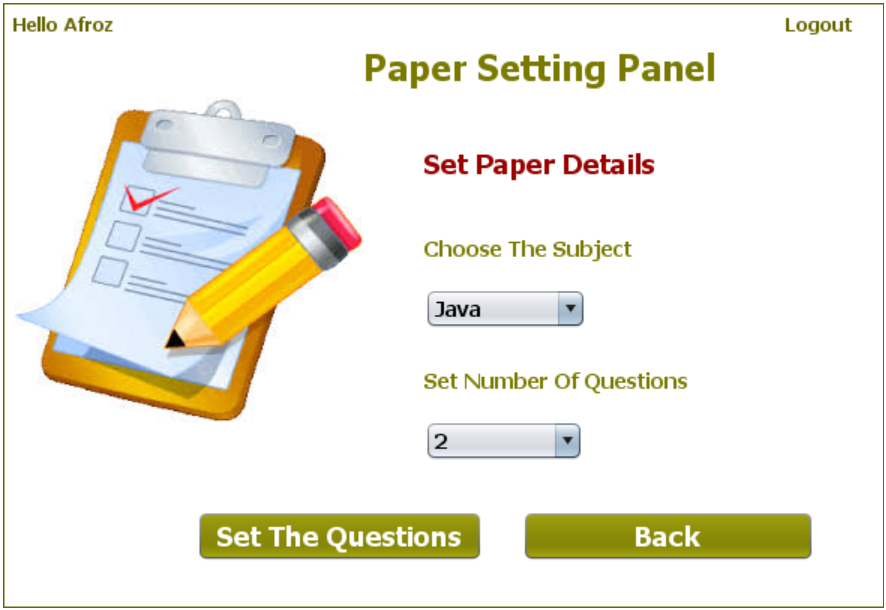 Hello Afroz
Logout
Paper Setting Panel
Set Paper Details
Choose The Subject
Java
Set Number Of Questions
2
Set The Questions
Back